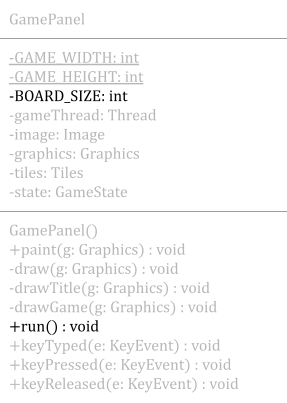 GamePanel
-GAME_WIDTH: int
-GAME_HEIGHT: int
-BOARD_SIZE: int
-gameThread: Thread
-image: Image
-graphics: Graphics
-tiles: Tiles
-state: GameState
GamePanel()
+paint(g: Graphics) : void
-draw(g: Graphics) : void
-drawTitle(g: Graphics) : void
-drawGame(g: Graphics) : void
+run() : void
+keyTyped(e: KeyEvent) : void
+keyPressed(e: KeyEvent) : void
+keyReleased(e: KeyEvent) : void